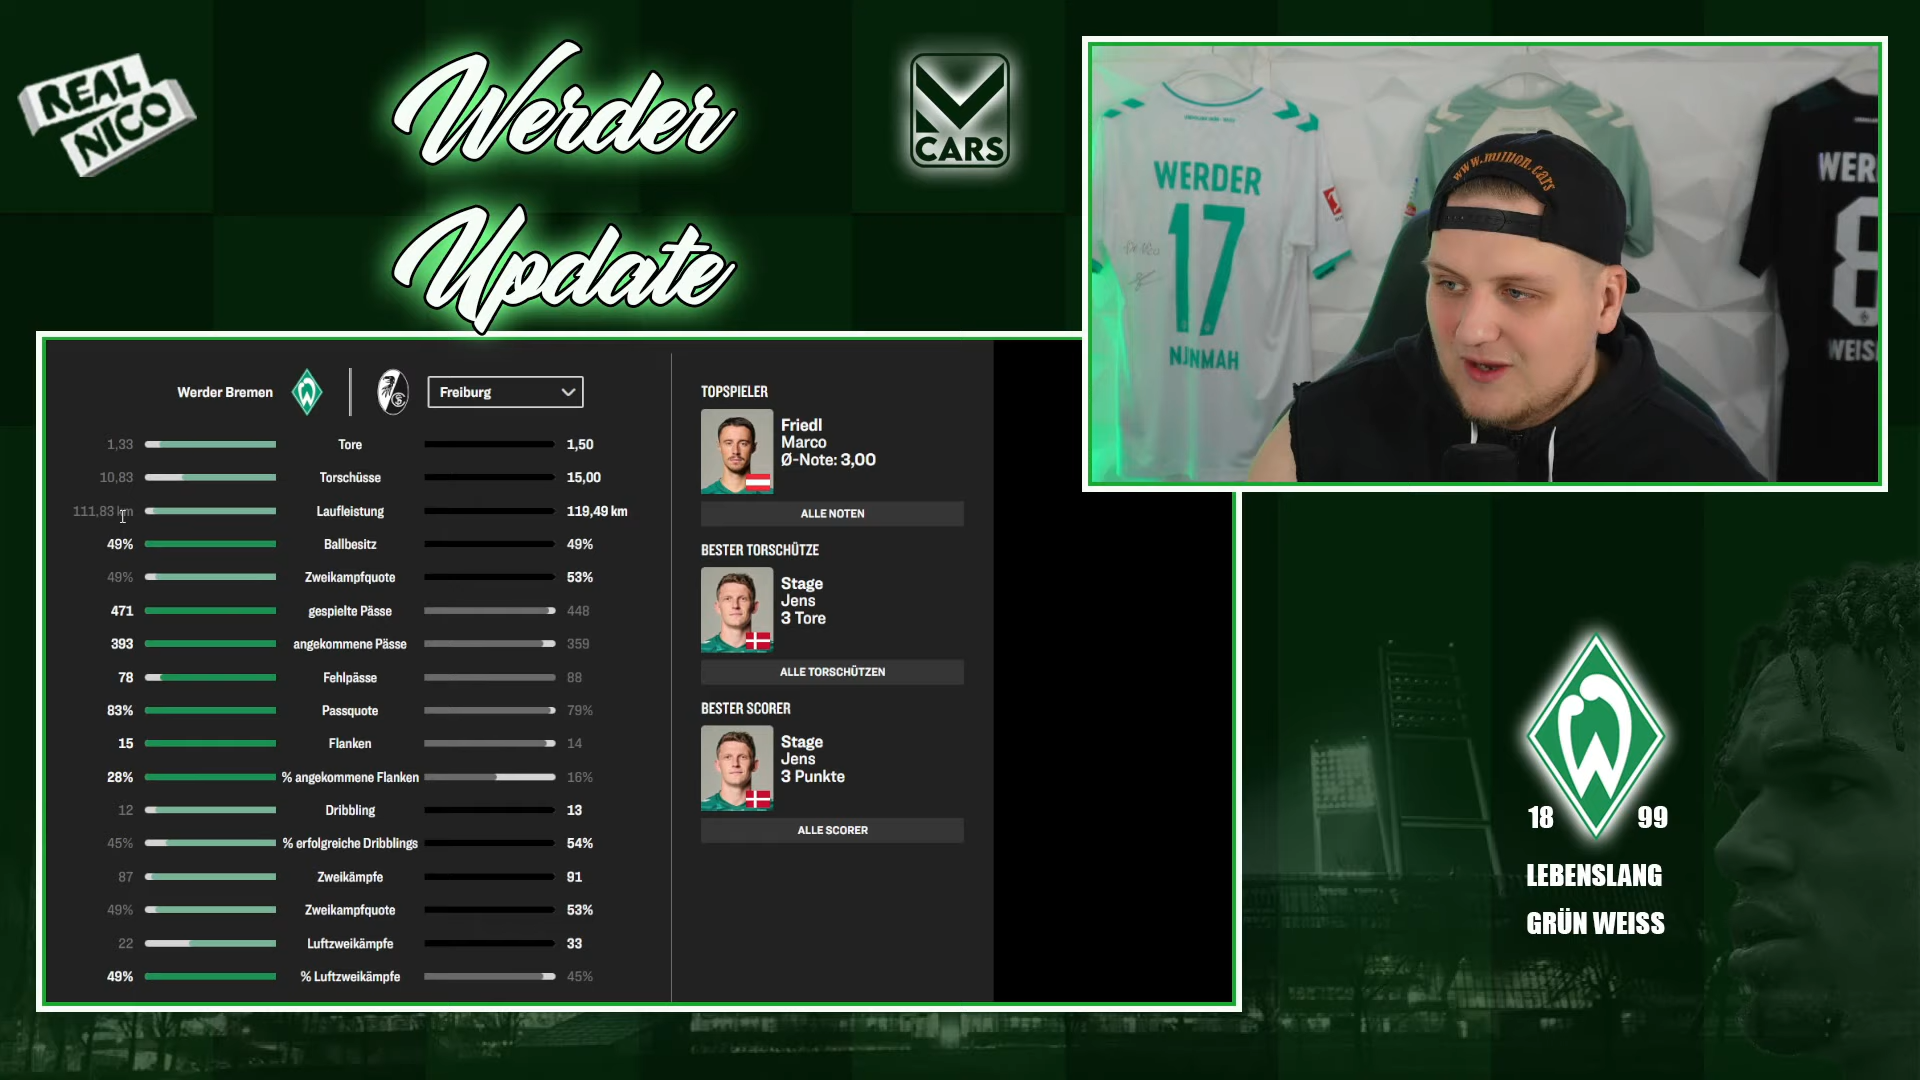 REAL
NICO
Werder
Update
CARS
WERDER
17
NJINMAH
www.million.cars
WER
8
WEIS
Werder Bremen
Freiburg
1,33 Tore 1,50
10,83 Torschüsse 15,00
111,83 km Laufleistung 119,49 km
49% Ballbesitz 49%
49% Zweikampfquote 53%
471 gespielte Pässe 448
393 angekommene Pässe 359
78 Fehlpässe 88
83% Passquote 79%
15 Flanken 14
28% % angekommene Flanken 16%
12 Dribbling 13
45% % erfolgreiche Dribblings 54%
87 Zweikämpfe 91
49% Zweikampfquote 53%
22 Luftzweikämpfe 33
49% % Luftzweikämpfe 45%
TOPSPIELER
Friedl
Marco
Ø-Note: 3,00
ALLE NOTEN
BESTER TORSCHÜTZE
Stage
Jens
3 Tore
ALLE TORSCHÜTZEN
BESTER SCORER
Stage
Jens
3 Punkte
ALLE SCORER
18 99
LEBENSLANG
GRÜN WEISS